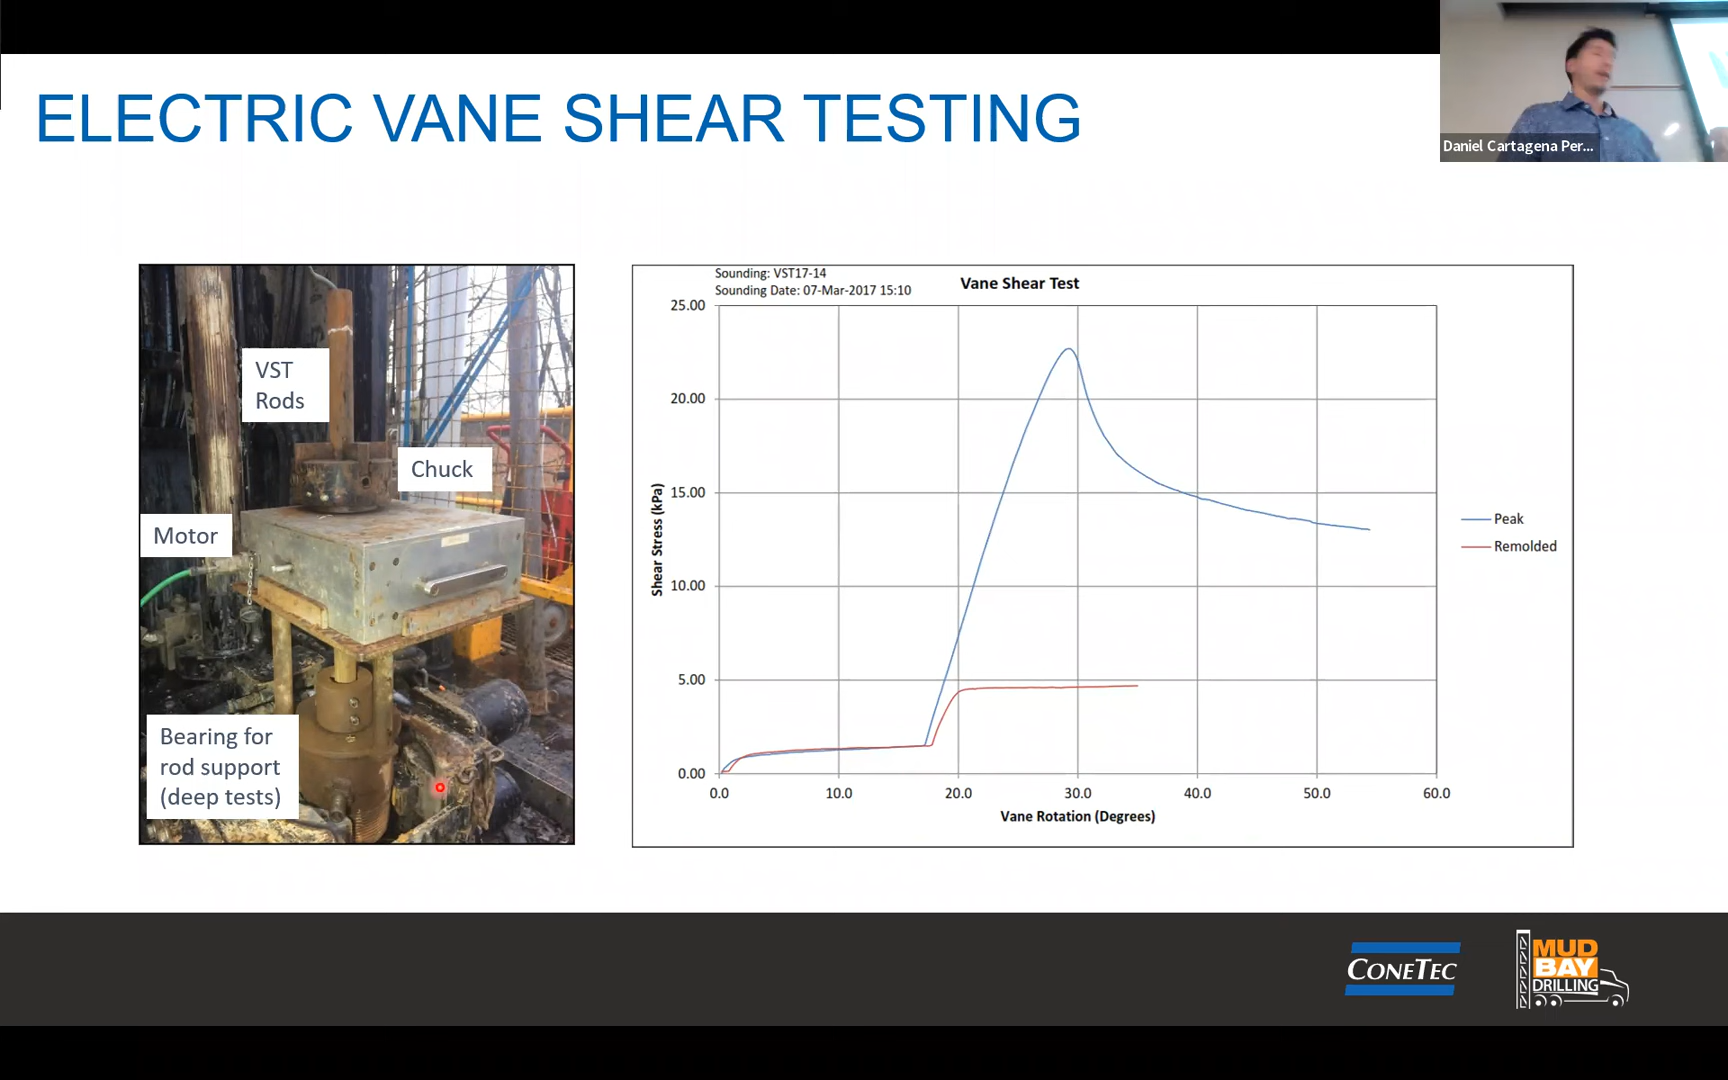 ELECTRIC VANE SHEAR TESTING
Daniel Cartagena Per...
VST
Rods
Chuck
Motor
Bearing for
rod support
(deep tests)
Sounding: VST17-14
Sounding Date: 07-Mar-2017 15:10
Vane Shear Test
25.00
20.00
15.00
10.00
5.00
0.00
Shear Stress (kPa)
0.0
10.0
20.0
30.0
40.0
50.0
60.0
Vane Rotation (Degrees)
Peak
Remolded
CONETEC
MUD
BAY
DRILLING